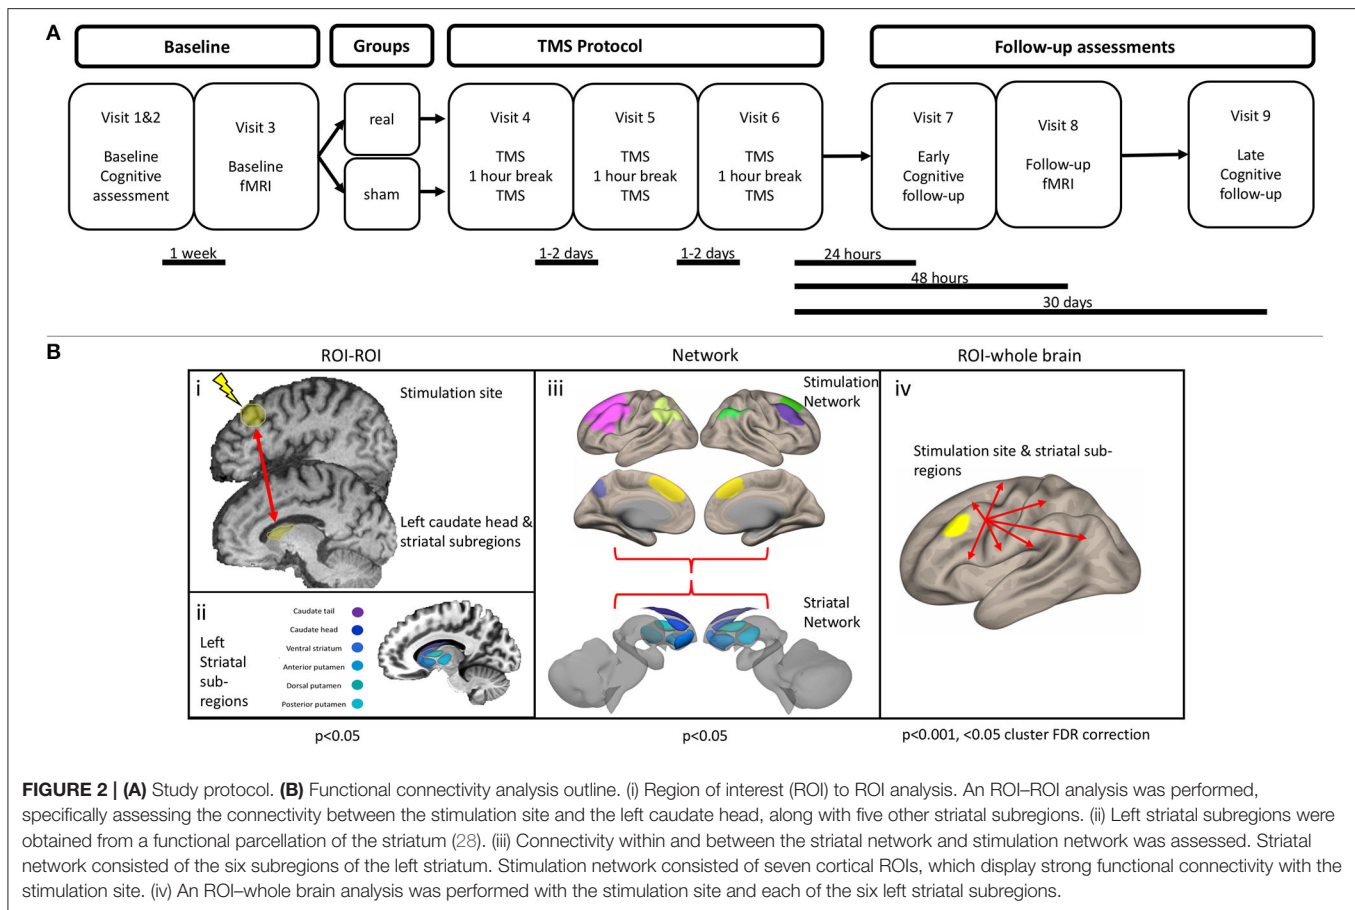 A
Baseline
Groups
TMS Protocol
Follow-up assessments
Visit 1&2
Baseline
Cognitive
assessment
Visit 3
Baseline
fMRI
real
sham
Visit 4
TMS
1 hour break
TMS
Visit 5
TMS
1 hour break
TMS
Visit 6
TMS
1 hour break
TMS
Visit 7
Early
Cognitive
follow-up
Visit 8
Follow-up
fMRI
Visit 9
Late
Cognitive
follow-up
1 week
1-2 days
1-2 days
24 hours
48 hours
30 days
B
ROI-ROI
Network
ROI-whole brain
i
Stimulation site
Left caudate head &
striatal subregions
ii
Left
Striatal
sub-
regions
Caudate tail
Caudate head
Ventral striatum
Anterior putamen
Dorsal putamen
Posterior putamen
iii
Stimulation
Network
Striatal
Network
iv
Stimulation site & striatal sub-
regions
p<0.05
p<0.05
p<0.001, <0.05 cluster FDR correction
FIGURE 2 | (A) Study protocol. (B) Functional connectivity analysis outline. (i) Region of interest (ROI) to ROI analysis. An ROI–ROI analysis was performed,
specifically assessing the connectivity between the stimulation site and the left caudate head, along with five other striatal subregions. (ii) Left striatal subregions were
obtained from a functional parcellation of the striatum (28). (iii) Connectivity within and between the striatal network and stimulation network was assessed. Striatal
network consisted of the six subregions of the left striatum. Stimulation network consisted of seven cortical ROIs, which display strong functional connectivity with the
stimulation site. (iv) An ROI–whole brain analysis was performed with the stimulation site and each of the six left striatal subregions.